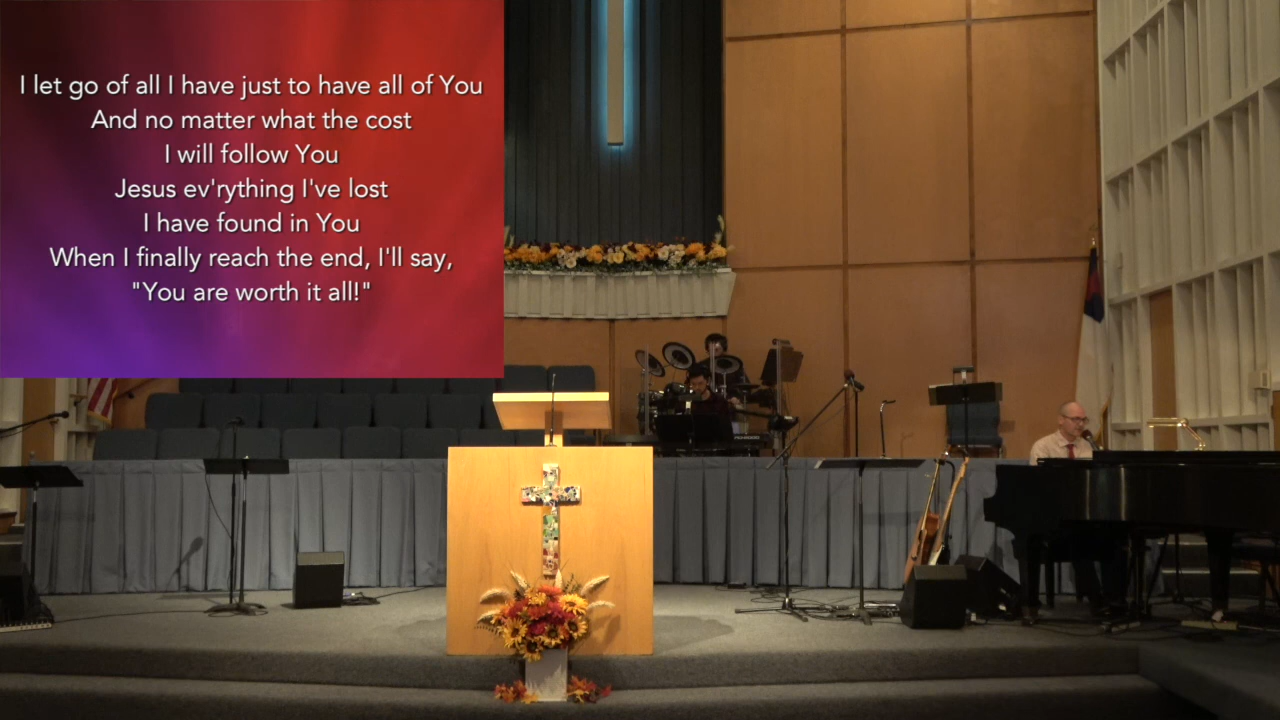 I let go of all I have just to have all of You
And no matter what the cost
I will follow You
Jesus ev'rything I've lost
I have found in You
When I finally reach the end, I'll say,
"You are worth it all!"